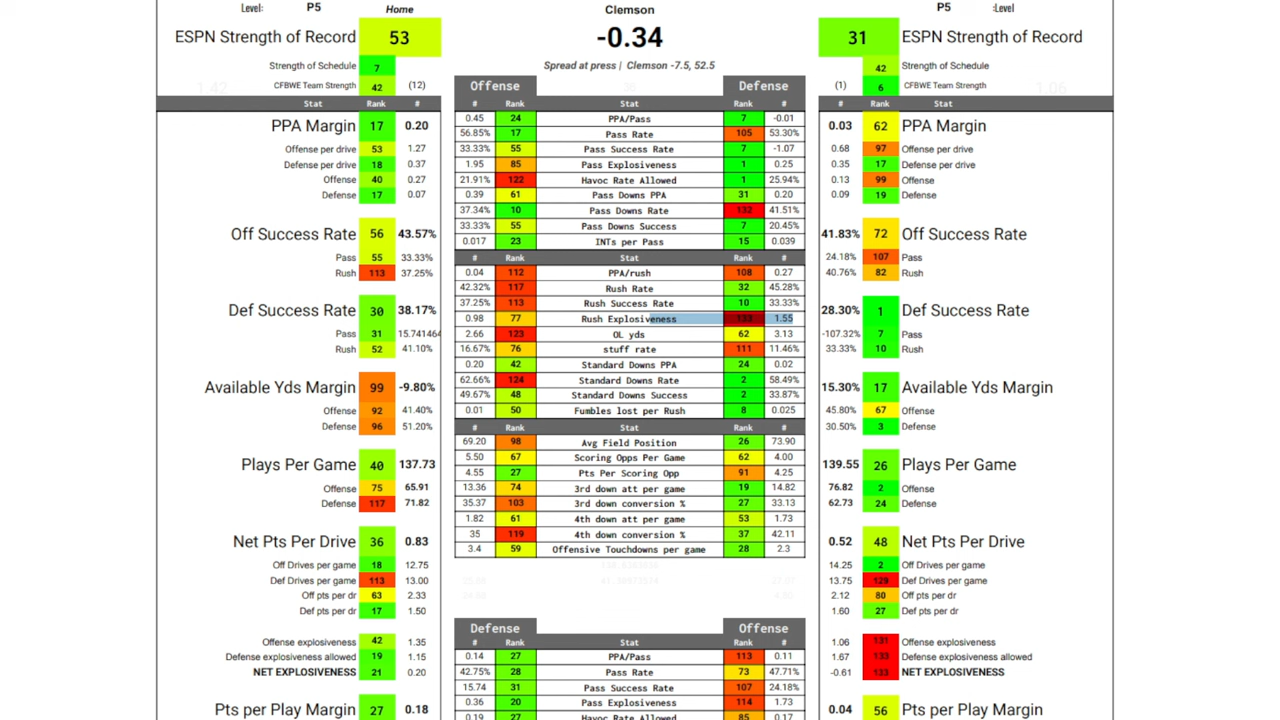 Level: P5 Home Clemson P5 :Level
ESPN Strength of Record 53 -0.34 31 ESPN Strength of Record
Strength of Schedule 7 Spread at press | Clemson -7.5, 52.5 42 Strength of Schedule
1.42 CFBWE Team Strength 42 (12) Offense Defense (1) 6 CFBWE Team Strength 1.06
Stat Rank # # Rank Stat Rank # # Rank Stat
0.45 24 PPA/Pass 7 -0.01
PPA Margin 17 0.20 56.85% 17 Pass Rate 105 53.30% 0.03 62 PPA Margin
Offense per drive 53 1.27 33.33% 55 Pass Success Rate 7 -1.07 0.68 97 Offense per drive
Defense per drive 18 0.37 1.95 85 Pass Explosiveness 1 0.25 0.35 17 Defense per drive
Offense 40 0.27 21.91% 122 Havoc Rate Allowed 1 25.94% 0.13 99 Offense
Defense 17 0.07 0.39 61 Pass Downs PPA 31 0.20 0.09 19 Defense
37.34% 10 Pass Downs Rate 132 41.51%
Off Success Rate 56 43.57% 33.33% 55 Pass Downs Success 7 20.45% 41.83% 72 Off Success Rate
0.017 23 INTs per Pass 15 0.039
Pass 55 33.33% # Rank Stat Rank # 24.18% 107 Pass
Rush 113 37.25% 0.04 112 PPA/rush 108 0.27 40.76% 82 Rush
42.32% 117 Rush Rate 32 45.28%
Def Success Rate 30 38.17% 37.25% 113 Rush Success Rate 10 33.33% 28.30% 1 Def Success Rate
0.98 77 Rush Explosiveness 133 1.55
Pass 31 15.741464 2.66 123 OL yds 62 3.13 -107.32% 7 Pass
Rush 52 41.10% 16.67% 76 stuff rate 111 11.46% 33.33% 10 Rush
0.20 42 Standard Downs PPA 24 0.02
Available Yds Margin 99 -9.80% 62.66% 124 Standard Downs Rate 2 58.49% 15.30% 17 Available Yds Margin
49.67% 48 Standard Downs Success 2 33.87%
Offense 92 41.40% 0.01 50 Fumbles lost per Rush 8 0.025 45.80% 67 Offense
Defense 96 51.20% # Rank Stat Rank # 30.50% 3 Defense
69.20 98 Avg Field Position 26 73.90
Plays Per Game 40 137.73 5.50 67 Scoring Opps Per Game 62 4.00 139.55 26 Plays Per Game
4.55 27 Pts Per Scoring Opp 91 4.25
Offense 75 65.91 13.36 74 3rd down att per game 19 14.82 76.82 2 Offense
Defense 117 71.82 35.37 103 3rd down conversion % 27 33.13 62.73 24 Defense
1.82 61 4th down att per game 53 1.73
Net Pts Per Drive 36 0.83 35 119 4th down conversion % 37 42.11 0.52 48 Net Pts Per Drive
3.4 59 Offensive Touchdowns per game 28 2.3
Off Drives per game 18 12.75 14.25 2 Off Drives per game
Def Drives per game 113 13.00 13.75 129 Def Drives per game
Off pts per dr 63 2.33 2.12 80 Off pts per dr
Def pts per dr 17 1.50 1.60 27 Def pts per dr
Defense Offense
Offense explosiveness 42 1.35 # Rank Stat Rank # 1.06 131 Offense explosiveness
Defense explosiveness allowed 19 1.15 0.14 27 PPA/Pass 113 0.11 1.67 133 Defense explosiveness allowed
NET EXPLOSIVENESS 21 0.20 42.75% 28 Pass Rate 73 47.71% -0.61 133 NET EXPLOSIVENESS
15.74 31 Pass Success Rate 107 24.18%
Pts per Play Margin 27 0.18 0.36 20 Pass Explosiveness 114 1.73 0.04 56 Pts per Play Margin
0.19 27 Havoc Rate Allowed 85 0.17